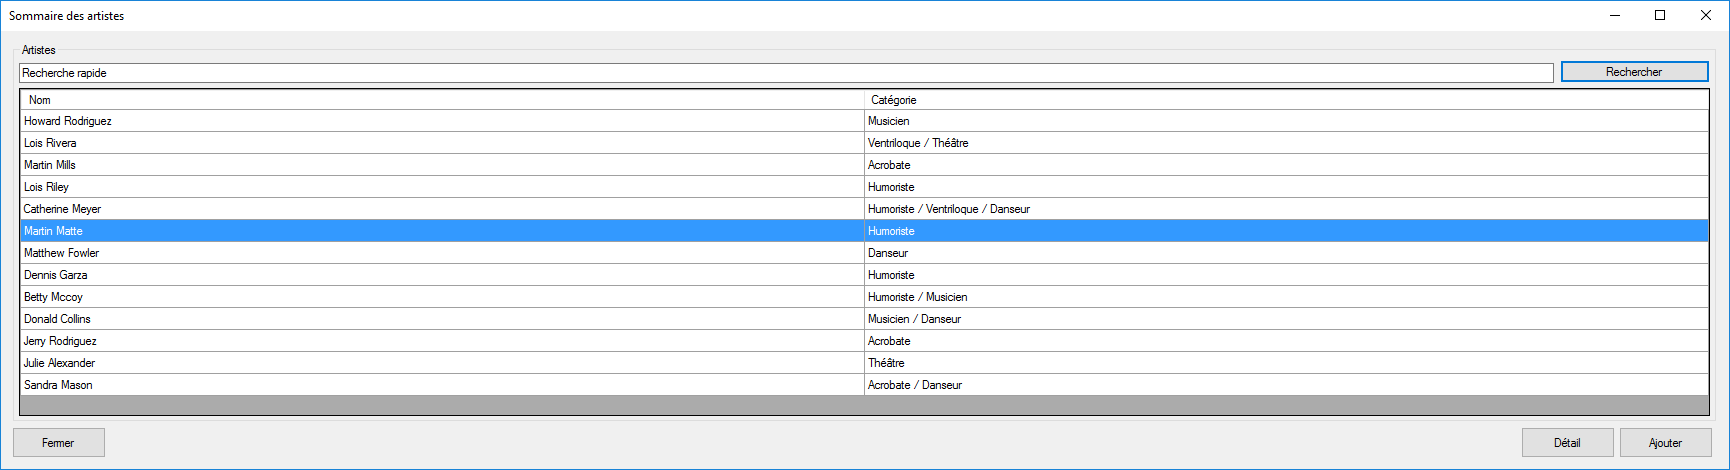 Sommaire des artistes
Artistes
Recherche rapide Rechercher
Nom Catégorie
Howard Rodriguez Musicien
Lois Rivera Ventriloque / Théâtre
Martin Mills Acrobate
Lois Riley Humoriste
Catherine Meyer Humoriste / Ventriloque / Danseur
Martin Matte Humoriste
Matthew Fowler Danseur
Dennis Garza Humoriste
Betty Mccoy Humoriste / Musicien
Donald Collins Musicien / Danseur
Jerry Rodriguez Acrobate
Julie Alexander Théâtre
Sandra Mason Acrobate / Danseur
Fermer Détail Ajouter